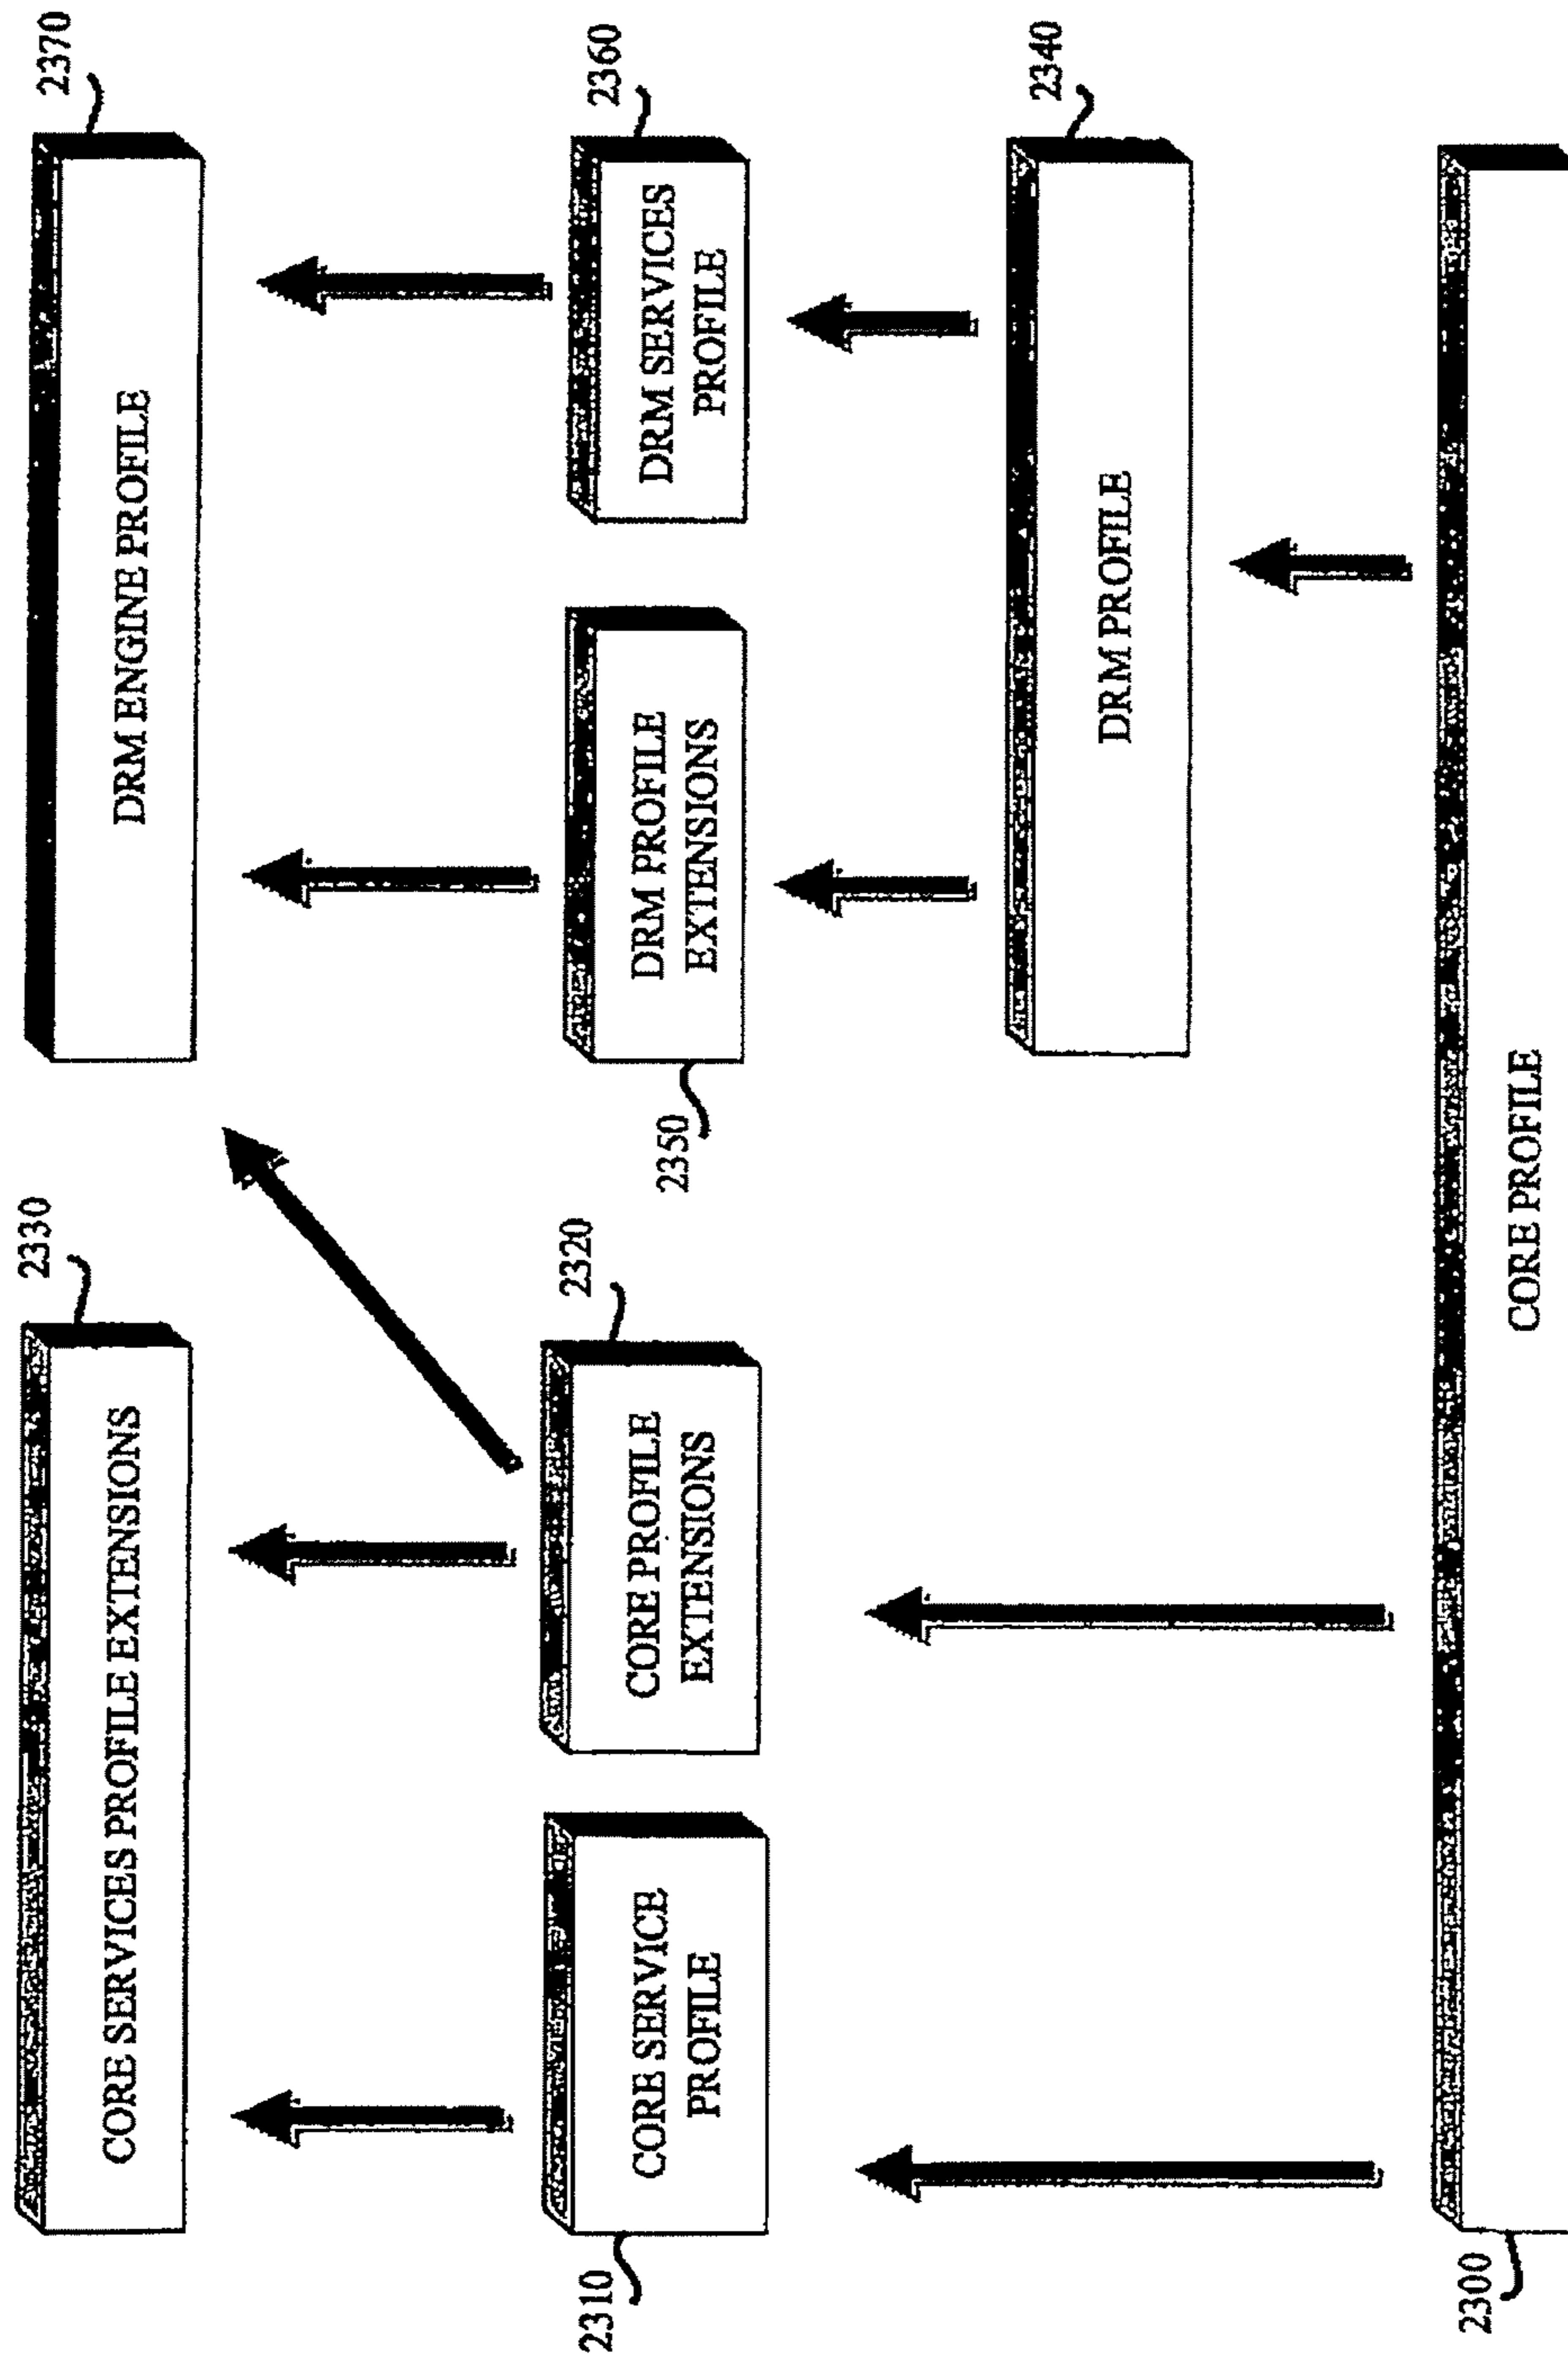 2330
CORE SERVICES PROFILE EXTENSIONS
2370
DRM ENGINE PROFILE
2310
CORE SERVICE
PROFILE
2320
CORE PROFILE
EXTENSIONS
2350
DRM PROFILE
EXTENSIONS
2360
DRM SERVICES
PROFILE
2340
DRM PROFILE
2300
CORE PROFILE